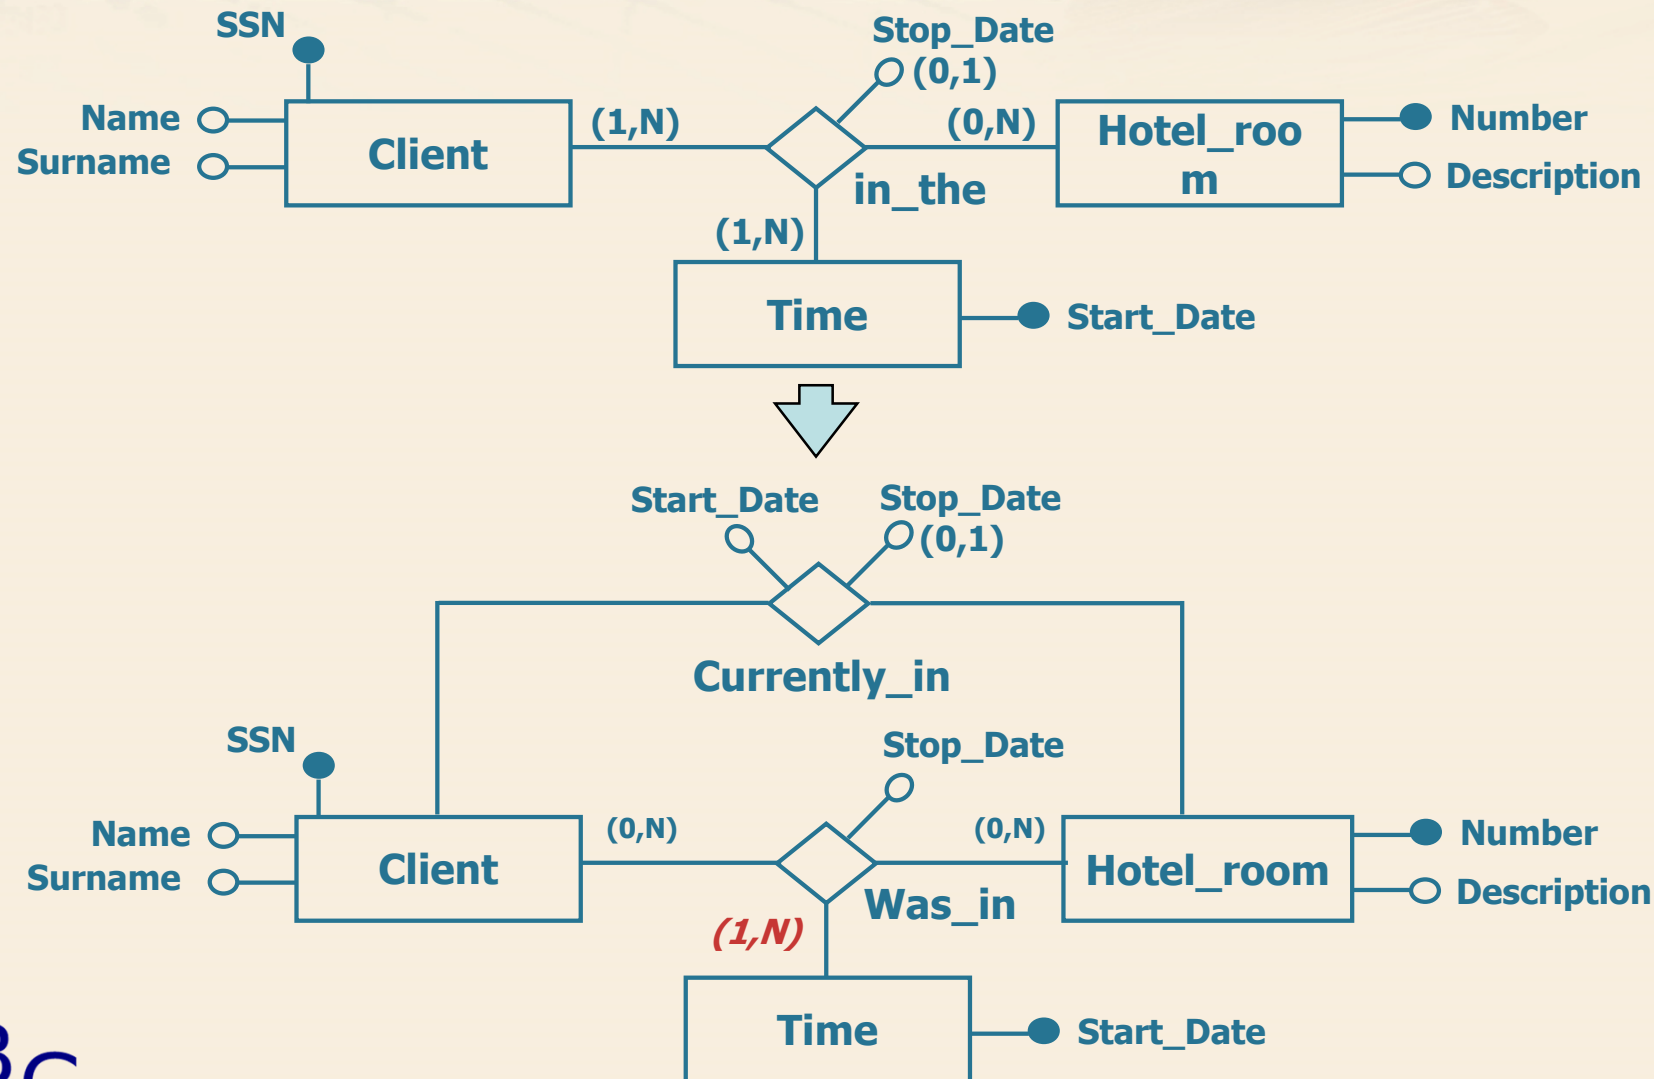 SSN
Stop_Date
(0,1)
Name
Surname
Client
(1,N)
(0,N)
Hotel_roo
m
Number
Description
in_the
(1,N)
Time
Start_Date
Start_Date
Stop_Date
(0,1)
Currently_in
SSN
Stop_Date
Name
Surname
Client
(0,N)
(0,N)
Hotel_room
Number
Description
Was_in
(1,N)
Time
Start_Date